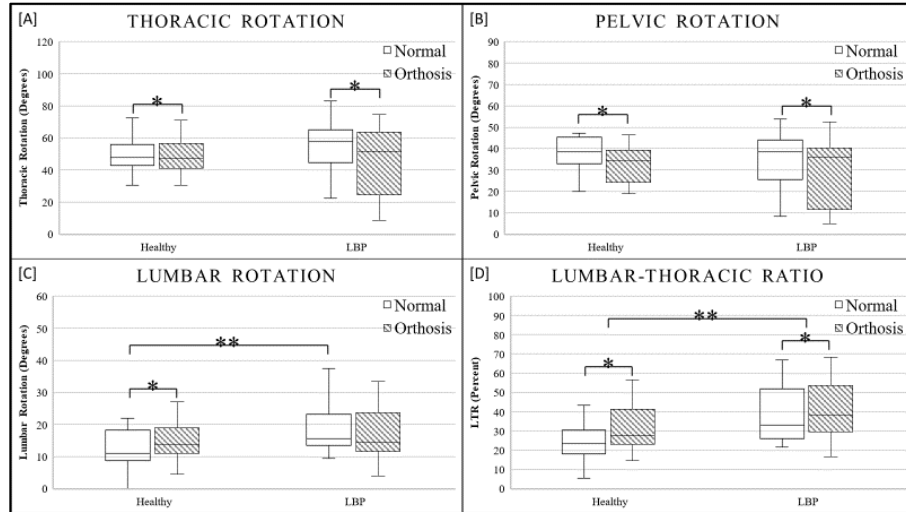 [A] THORACIC ROTATION
Normal
Orthosis
Thoracic Rotation (Degrees)
120
100
80
60
40
20
0
*
*
Healthy
LBP
[B] PELVIC ROTATION
Normal
Orthosis
Pelvic Rotation (Degrees)
90
80
70
60
50
40
30
20
10
0
*
*
Healthy
LBP
[C] LUMBAR ROTATION
Normal
Orthosis
Lumbar Rotation (Degrees)
60
50
40
30
20
10
0
**
*
Healthy
LBP
[D] LUMBAR-THORACIC RATIO
Normal
Orthosis
LTR (Percent)
100
90
80
70
60
50
40
30
20
10
0
**
*
*
Healthy
LBP